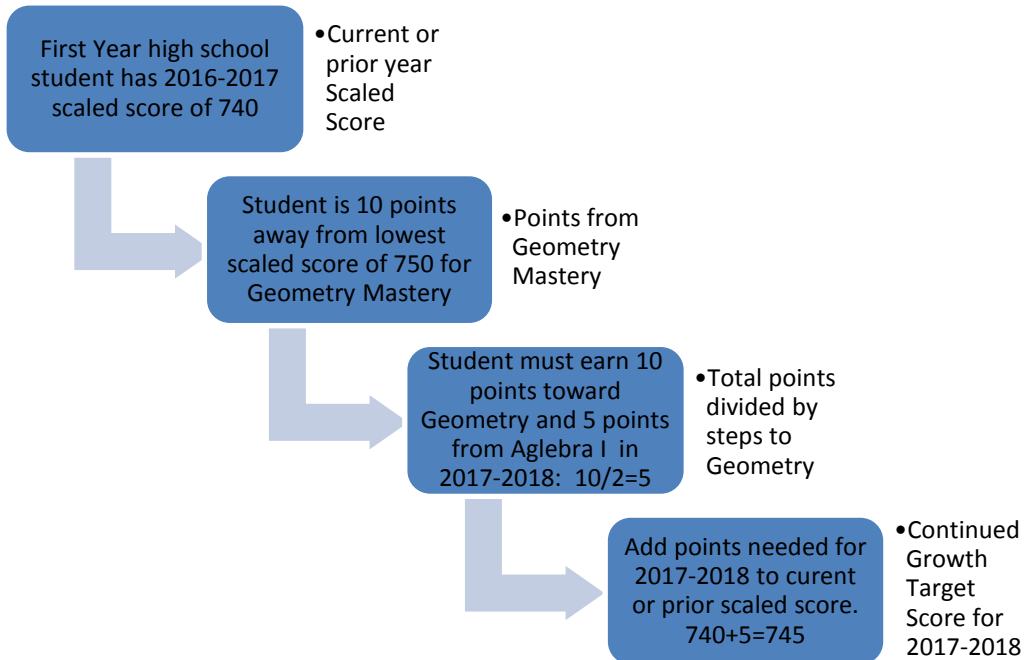 First Year high school
student has 2016-2017
scaled score of 740
•Current or
prior year
Scaled
Score
Student is 10 points
away from lowest
scaled score of 750 for
Geometry Mastery
•Points from
Geometry
Mastery
Student must earn 10
points toward
Geometry and 5 points
from Aglebra I in
2017-2018: 10/2=5
•Total points
divided by
steps to
Geometry
Add points needed for
2017-2018 to curent
or prior scaled score.
740+5=745
•Continued
Growth
Target
Score for
2017-2018